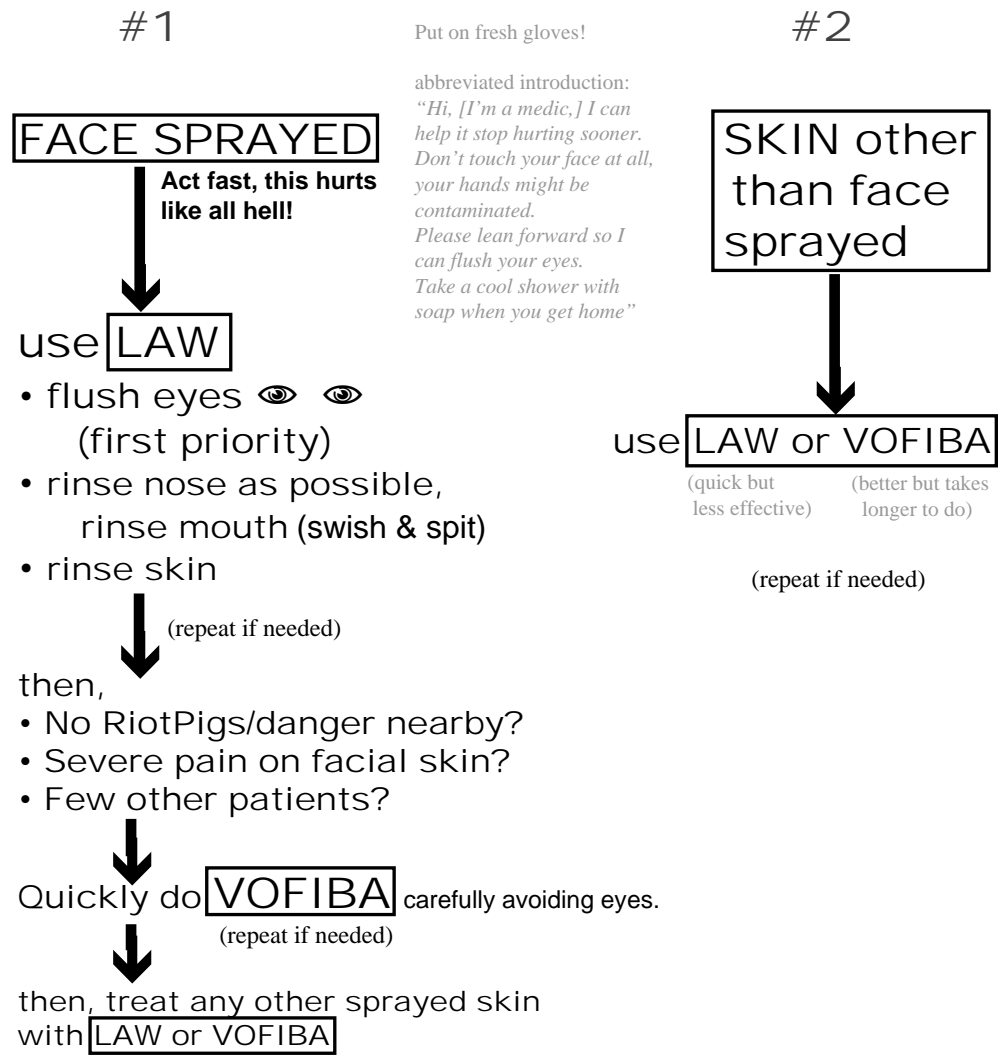 #1
FACE SPRAYED
Act fast, this hurts
like all hell!
use LAW
• flush eyes
(first priority)
• rinse nose as possible,
rinse mouth (swish & spit)
• rinse skin
(repeat if needed)
then,
• No RiotPigs/danger nearby?
• Severe pain on facial skin?
• Few other patients?
Quickly do VOFIBA carefully avoiding eyes.
(repeat if needed)
then, treat any other sprayed skin
with LAW or VOFIBA
Put on fresh gloves!
abbreviated introduction:
“Hi, [I'm a medic,] I can
help it stop hurting sooner.
Don't touch your face at all,
your hands might be
contaminated.
Please lean forward so I
can flush your eyes.
Take a cool shower with
soap when you get home”
#2
SKIN other
than face
sprayed
use LAW or VOFIBA
(quick but
less effective)
(better but takes
longer to do)
(repeat if needed)